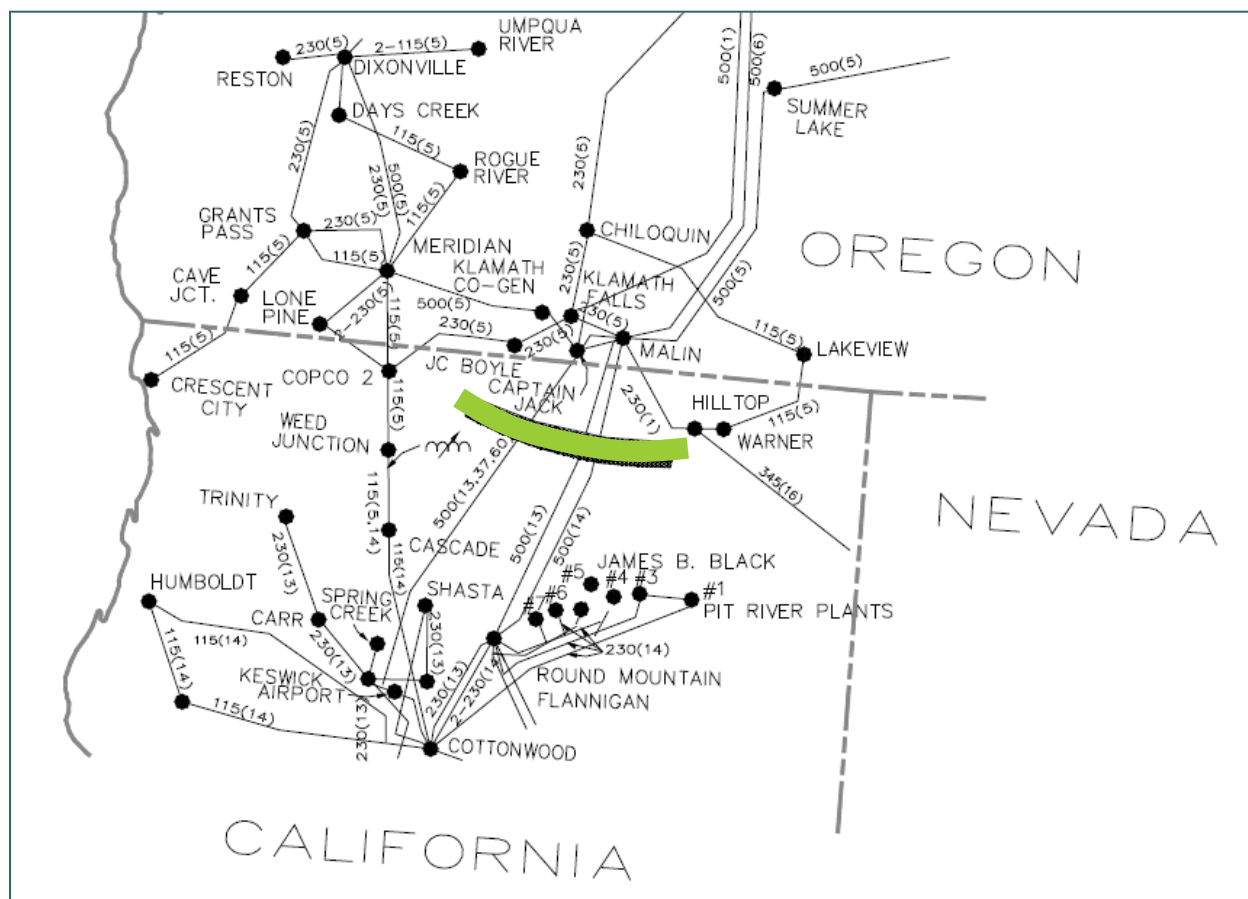 UMPQUA
RIVER
230(5)
2-115(5)
RESTON
DIXONVILLE
500(1)
500(6)
500(5)
SUMMER
LAKE
DAYS CREEK
230(5)
115(5)
230(5)
500(5)
ROGUE
RIVER
230(5)
115(5)
GRANTS
PASS
230(5)
CHILOQUIN
OREGON
115(5)
115(5)
MERIDIAN
CAVE
JCT.
KLAMATH
CO-GEN
230(5)
KLAMATH
FALLS
500(5)
LONE
PINE
2-230(5)
500(5)
115(5)
230(5)
230(5)
230(5)
115(5)
MALIN
LAKEVIEW
115(5)
CRESCENT
CITY
COPCO 2
JC BOYLE
CAPTAIN
JACK
230(1)
HILLTOP
115(5)
WARNER
115(5)
WEED
JUNCTION
345(16)
500(13,37,60)
TRINITY
115(5,14)
NEVADA
500(13)
500(14)
230(13)
CASCADE
115(14)
JAMES B. BLACK
#5
#4
#3
#1
PIT RIVER PLANTS
HUMBOLDT
SPRING
CREEK
SHASTA
#
#6
CARR
115(14)
115(14)
230(13)
230(13)
230(14)
KESWICK
AIRPORT
230(13)
2-230(14)
ROUND MOUNTAIN
FLANNIGAN
115(14)
230(13)
COTTONWOOD
CALIFORNIA